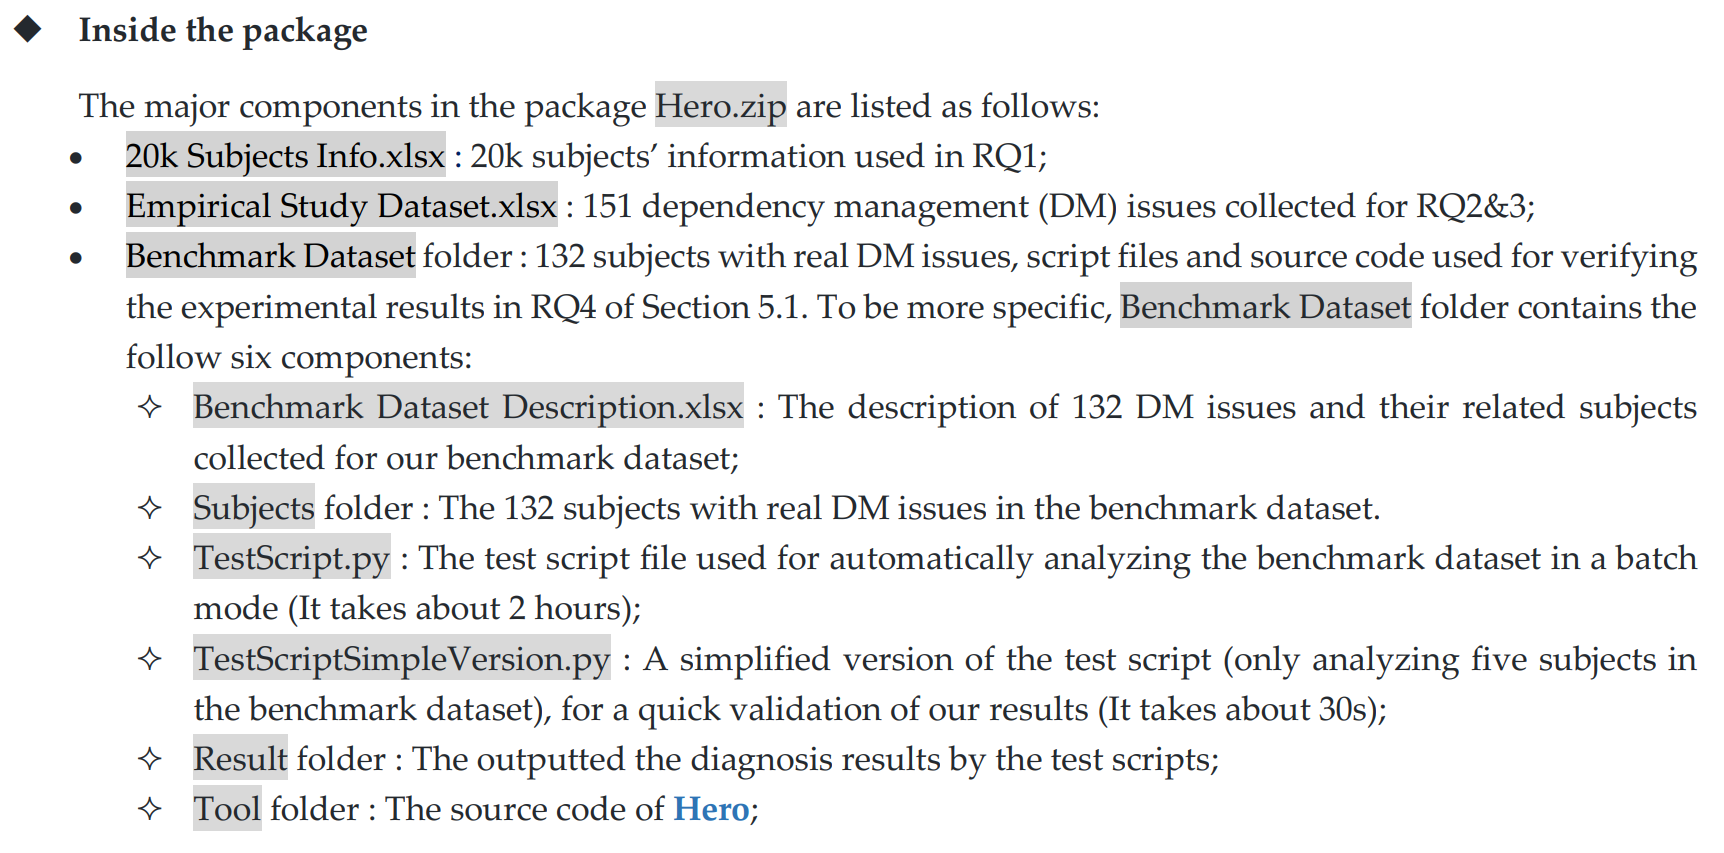 ◆ Inside the package
The major components in the package Hero.zip are listed as follows:
• 20k Subjects Info.xlsx : 20k subjects’ information used in RQ1;
• Empirical Study Dataset.xlsx : 151 dependency management (DM) issues collected for RQ2&3;
• Benchmark Dataset folder : 132 subjects with real DM issues, script files and source code used for verifying
the experimental results in RQ4 of Section 5.1. To be more specific, Benchmark Dataset folder contains the
follow six components:
✧ Benchmark Dataset Description.xlsx : The description of 132 DM issues and their related subjects
collected for our benchmark dataset;
✧ Subjects folder : The 132 subjects with real DM issues in the benchmark dataset.
✧ TestScript.py : The test script file used for automatically analyzing the benchmark dataset in a batch
mode (It takes about 2 hours);
✧ TestScriptSimpleVersion.py : A simplified version of the test script (only analyzing five subjects in
the benchmark dataset), for a quick validation of our results (It takes about 30s);
✧ Result folder : The outputted the diagnosis results by the test scripts;
✧ Tool folder : The source code of Hero;